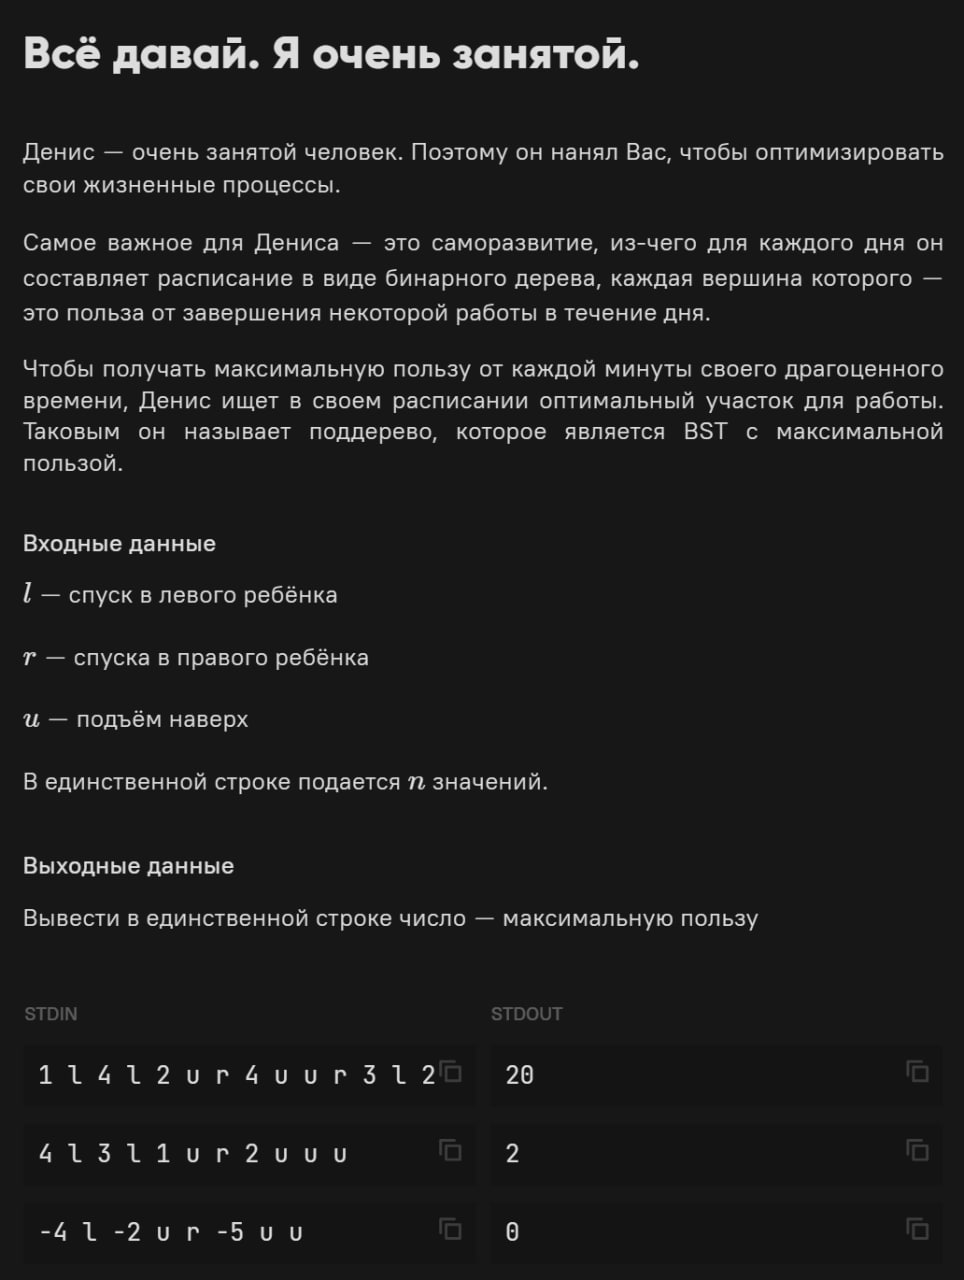 Всё давай. Я очень занятой.
Денис — очень занятой человек. Поэтому он нанял Вас, чтобы оптимизировать
свои жизненные процессы.
Самое важное для Дениса — это саморазвитие, из-чего для каждого дня он
составляет расписание в виде бинарного дерева, каждая вершина которого —
это польза от завершения некоторой работы в течение дня.
Чтобы получать максимальную пользу от каждой минуты своего драгоценного
времени, Денис ищет в своем расписании оптимальный участок для работы.
Таковым он называет поддерево, которое является BST с максимальной
пользой.
Входные данные
l — спуск в левого ребёнка
r — спуска в правого ребёнка
u — подъём наверх
В единственной строке подается n значений.
Выходные данные
Вывести в единственной строке число — максимальную пользу
STDIN STDOUT
1 l 4 l 2 u r 4 u u r 3 l 2 20
4 l 3 l 1 u r 2 u u u 2
-4 l -2 u r -5 u u 0